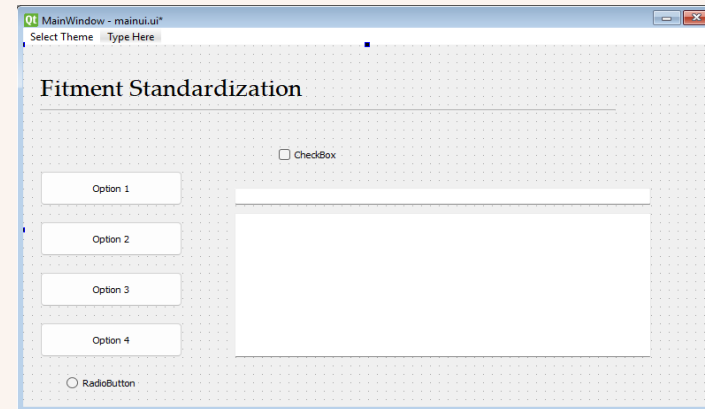 Qt MainWindow - mainui.ui*
Select Theme Type Here
Fitment Standardization
CheckBox
Option 1
Option 2
Option 3
Option 4
RadioButton